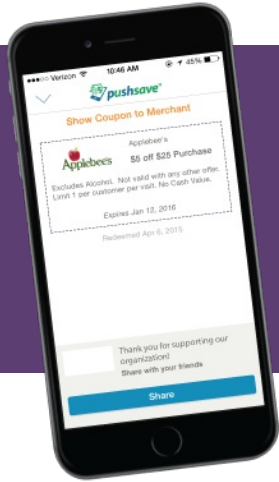 Verizon 10:46 AM 45%
pushsave
Show Coupon to Merchant
Applebee's
Applebee's
$5 off $25 Purchase
Excludes Alcohol. Not valid with any other offer.
Limit 1 per customer per visit. No Cash Value.
Expires Jan 12, 2016
Redeemed Apr 6, 2015
Thank you for supporting our
organization!
Share with your friends
Share